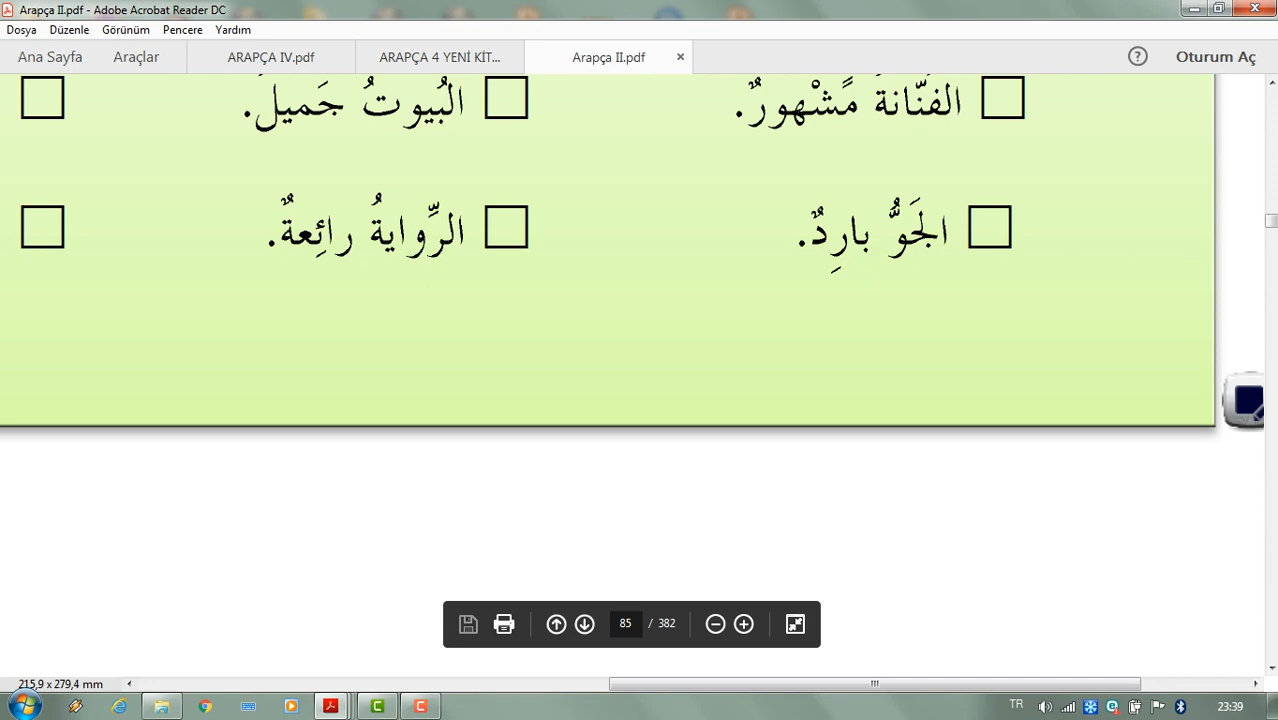 Arapça II.pdf - Adobe Acrobat Reader DC
Dosya Düzenle Görünüm Pencere Yardım
Ana Sayfa Araçlar ARAPÇA IV.pdf ARAPÇA 4 YENİ KİT... Arapça II.pdf × Oturum Aç
الفَنّانةُ مًشْهورٌ. البُيوتُ جَميلٌ.
الجَوُّ بارِدٌ. الرِّوايةُ رائِعةٌ.
85 / 382
215,9 x 279,4 mm
TR 23:39